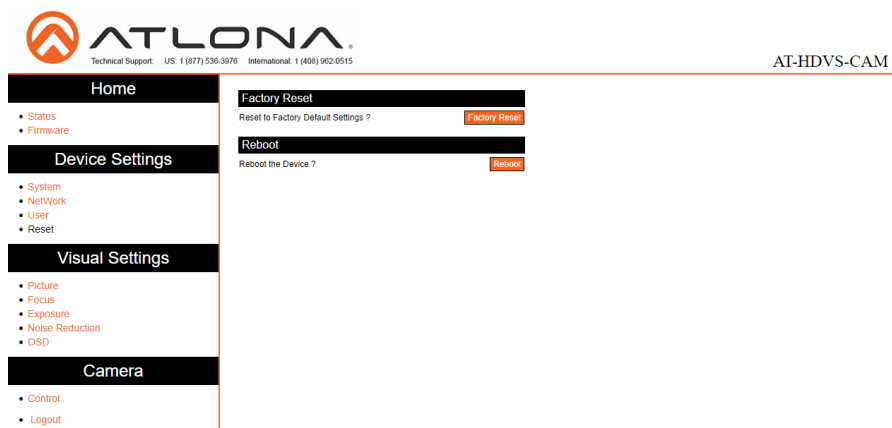 ATLONA
Technical Support: US: 1 (877) 536-3976 International: 1 (408) 962-0515
AT-HDVS-CAM
Home
Status
Firmware
Device Settings
System
NetWork
User
Reset
Visual Settings
Picture
Focus
Exposure
Noise Reduction
OSD
Camera
Control
Logout
Factory Reset
Reset to Factory Default Settings ? Factory Reset
Reboot
Reboot the Device ? Reboot